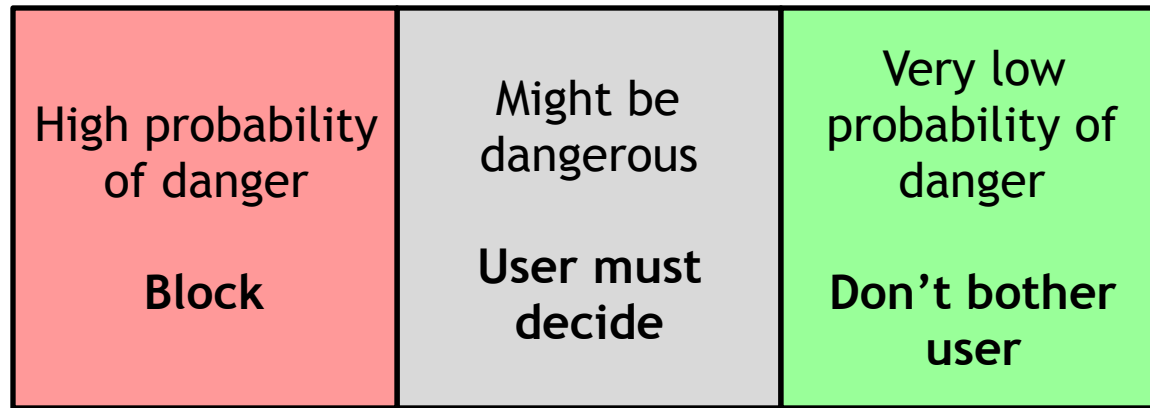 High probability
of danger
Block
Might be
dangerous
User must
decide
Very low
probability of
danger
Don’t bother
user